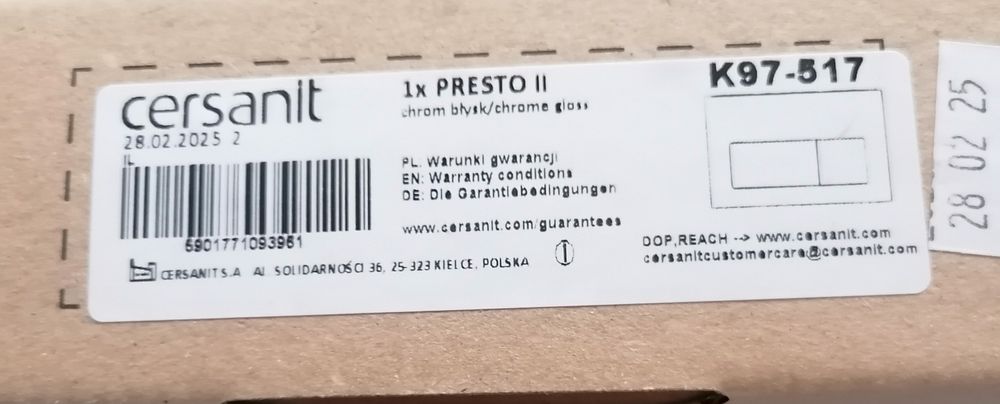 cersanit
28.02.2025 2
IL
5901771093961
CERSANIT S.A AL. SOLIDARNOŚCI 36, 25-323 KIELCE, POLSKA
1x PRESTO II
chrom błysk/chrome gloss
PL: Warunki gwarancji
EN: Warranty conditions
DE: Die Garantiebedingungen
www.cersanit.com/guarantees
K97-517
DOP,REACH --> www.cersanit.com
cersanitcustomercare@cersanit.com
28 02 25